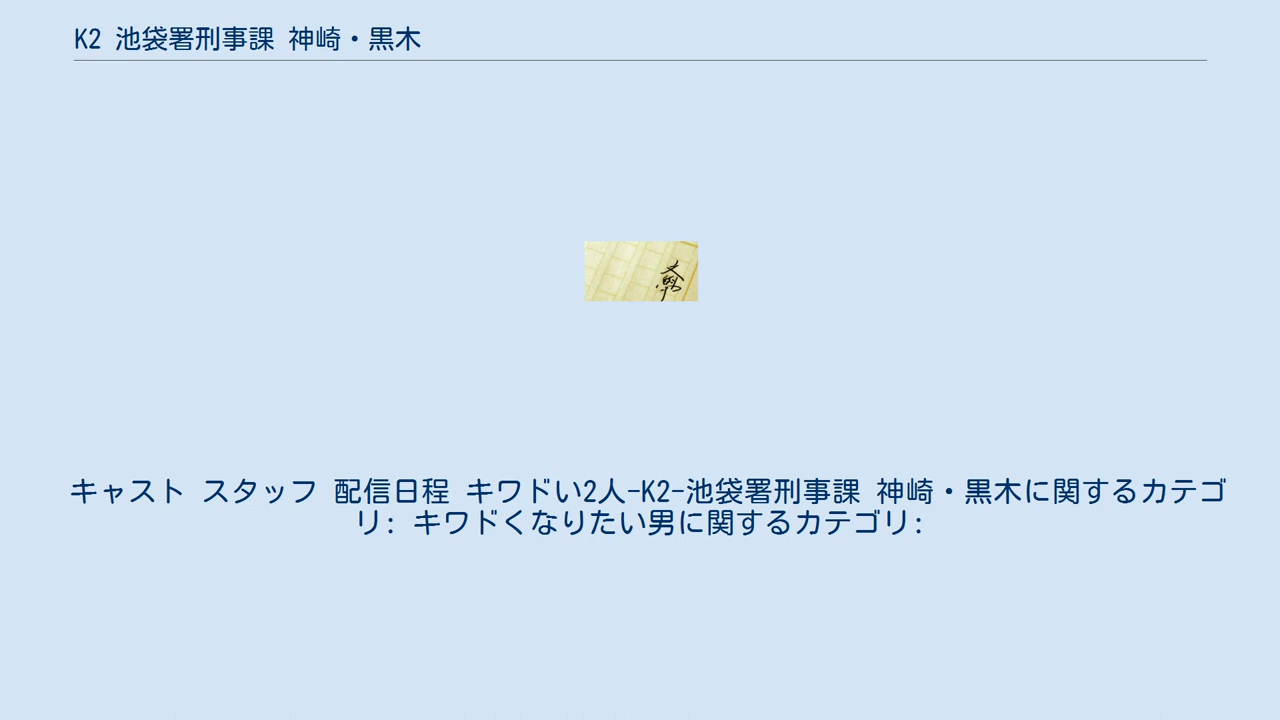 K2 池袋署刑事課 神崎・黒木
キャスト スタッフ 配信日程 キワドい2人-K2-池袋署刑事課 神崎・黒木に関するカテゴ
リ: キワドくなりたい男に関するカテゴリ: